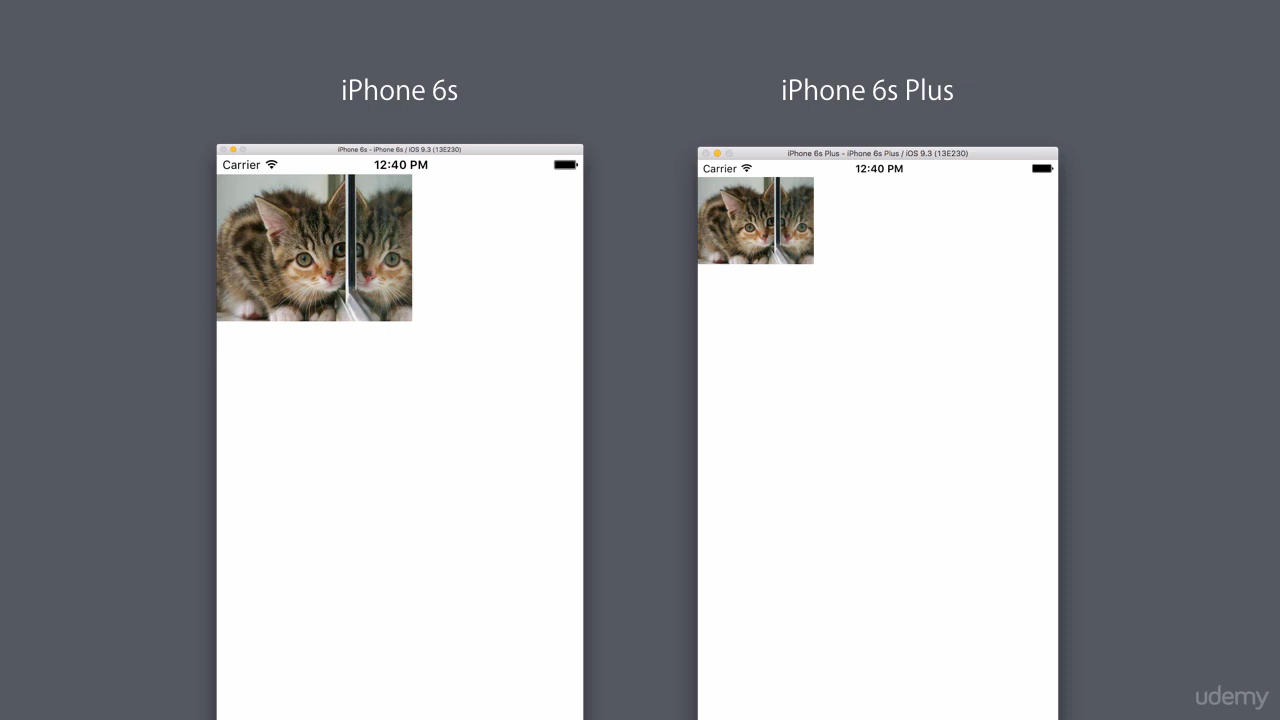 iPhone 6s
iPhone 6s Plus
iPhone 6s - iPhone 6s / iOS 9.3 (13E230)
Carrier 12:40 PM
iPhone 6s Plus - iPhone 6s Plus / iOS 9.3 (13E230)
Carrier 12:40 PM
udemy